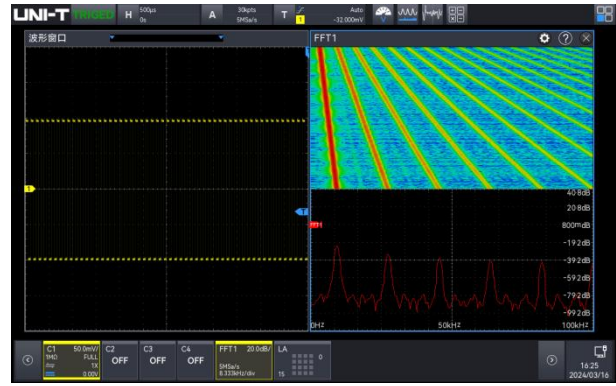 UNI-T TRIGED H 500μs 0s A 30kpts 5MSa/s T 1 Auto -32.000mV
波形窗口
FFT1
1
T
FFT1
40.8dB
20.8dB
800mdB
-19.2dB
-39.2dB
-59.2dB
-79.2dB
-99.2dB
0Hz 50kHz 100kHz
C1 50.0mV/
1MΩ FULL
1X
0.00V
C2 OFF
C3 OFF
C4 OFF
FFT1 20.0dB/
5MSa/s
8.333kHz/div
LA
0
15
16:25
2024/03/16